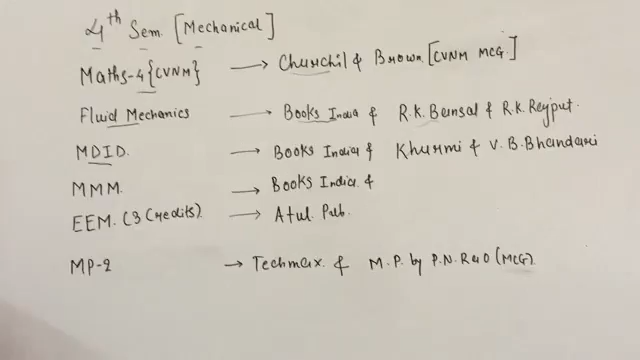 4th Sem. [Mechanical]
Maths-4 {CVNM} → Churchil & Brown [CVNM MCG.]
Fluid Mechanics → Books India & R.K. Bansal & R.K. Rajput.
MDID. → Books India & Khurmi & V.B. Bhandari
MMM. → Books India. &
EEM. (3 Credits). → Atul. Pub.
MP-2 → Techmax. & M.P. by P.N. Rao (MCG).